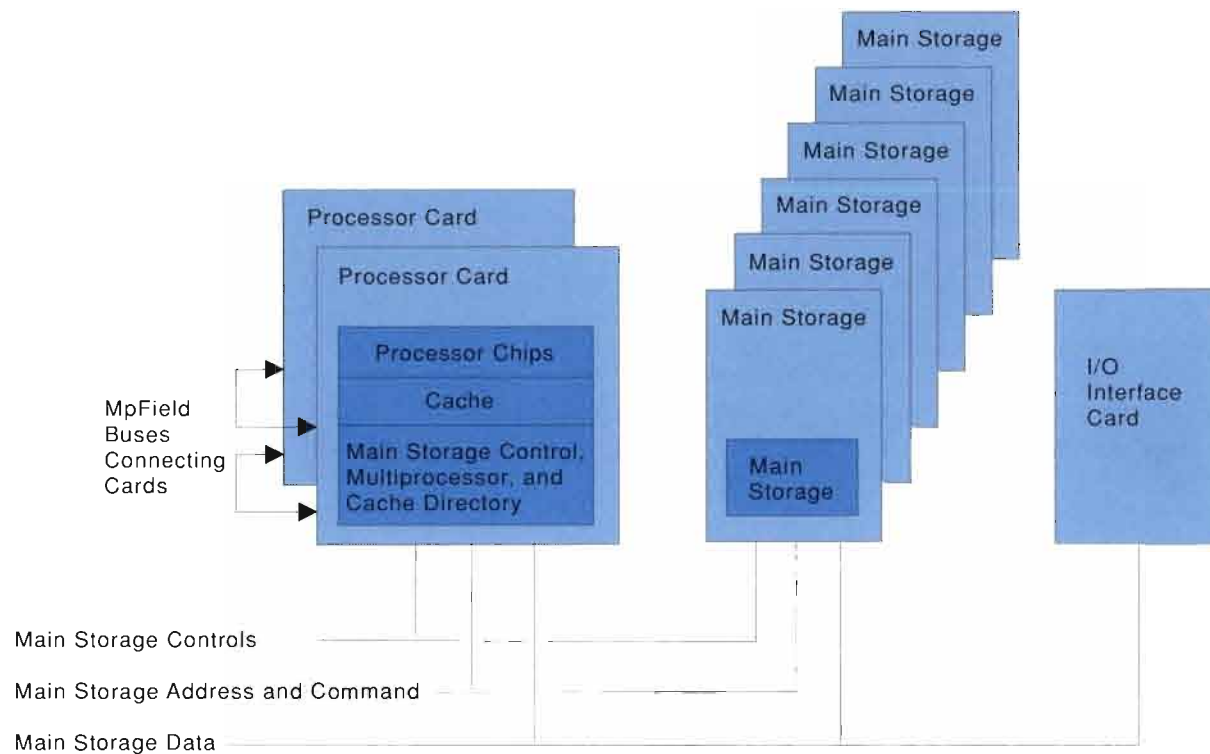 Main Storage
Main Storage
Main Storage
Main Storage
Main Storage
Main Storage
Processor Card
Processor Card
Processor Chips
Cache
Main Storage Control,
Multiprocessor, and
Cache Directory
MpField
Buses
Connecting
Cards
Main
Storage
I/O
Interface
Card
Main Storage Controls
Main Storage Address and Command
Main Storage Data